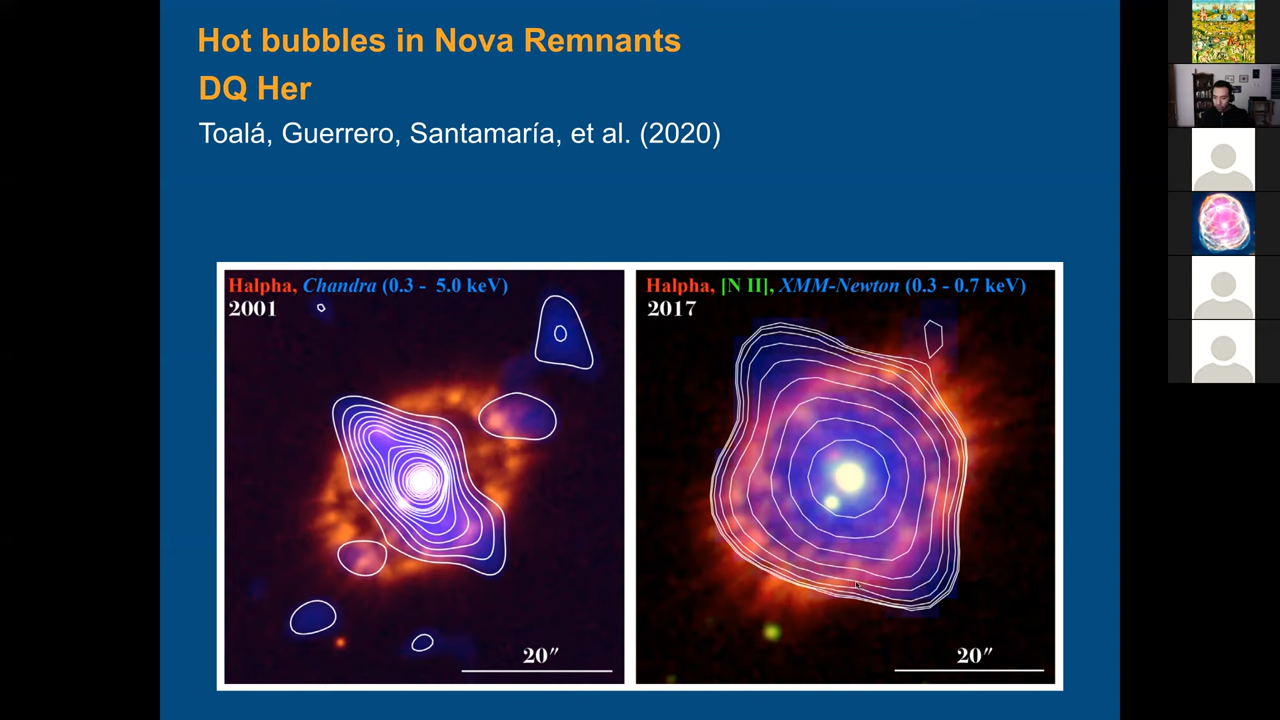 Hot bubbles in Nova Remnants
DQ Her
Toalá, Guerrero, Santamaría, et al. (2020)
Halpha, Chandra (0.3 - 5.0 keV)
2001
20″
Halpha, [N II], XMM-Newton (0.3 - 0.7 keV)
2017
20″